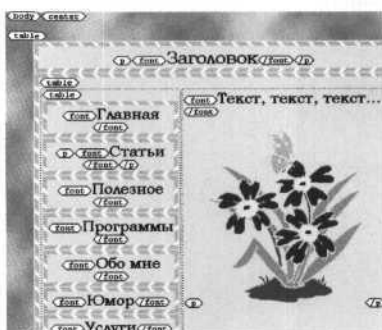 body center
table
p font Заголовок /font /p
table
table
font Главная
/font
p font Статьи
/font /p
font Полезное
/font
font Программы
/font
font Обо мне
/font
font Юмор /font
font Услуги /font
font Текст, текст, текст...
/font
p /p